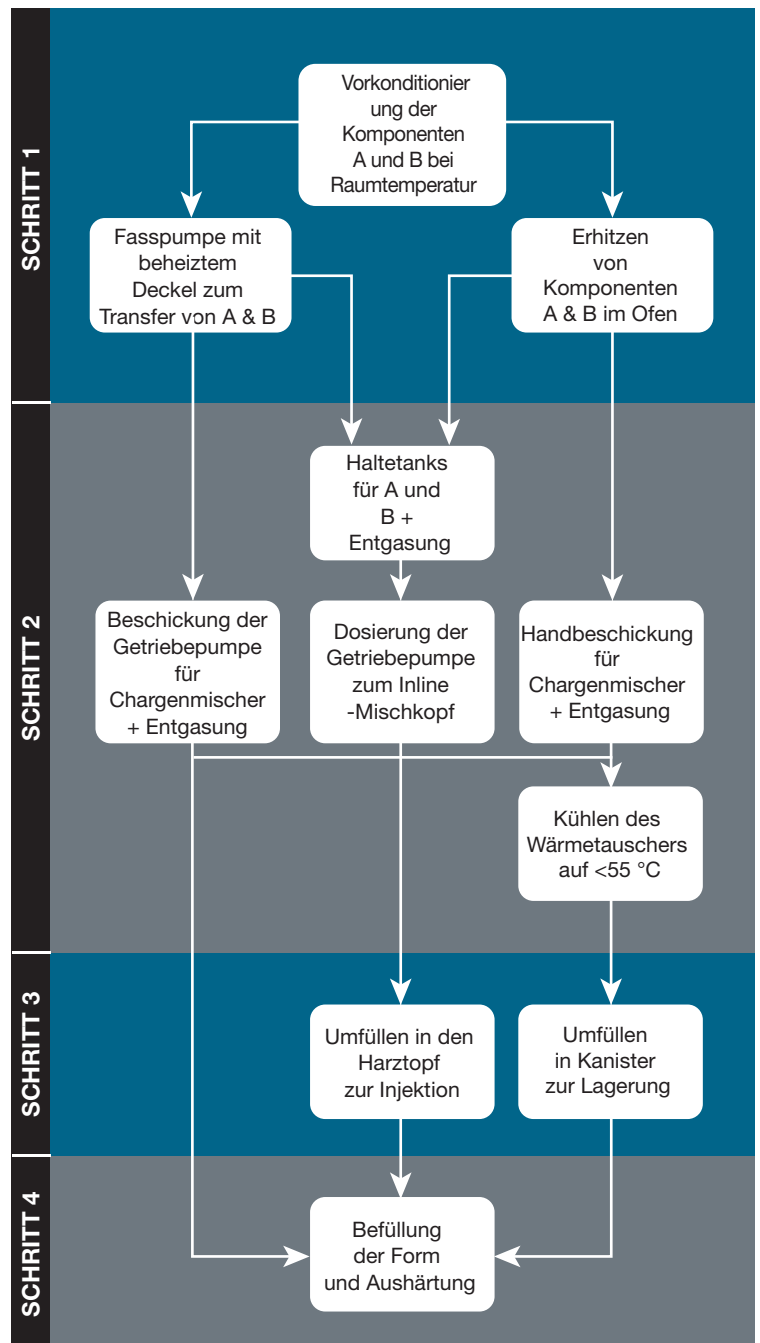 SCHRITT 1
Vorkonditionier
ung der
Komponenten
A und B bei
Raumtemperatur
Fasspumpe mit
beheiztem
Deckel zum
Transfer von A & B
Erhitzen
von
Komponenten
A & B im Ofen
SCHRITT 2
Haltetanks
für A und
B +
Entgasung
Beschickung der
Getriebepumpe
für
Chargenmischer
+ Entgasung
Dosierung der
Getriebepumpe
zum Inline
-Mischkopf
Handbeschickung
für
Chargenmischer
+ Entgasung
Kühlen des
Wärmetauschers
auf <55 °C
SCHRITT 3
Umfüllen in den
Harztopf
zur Injektion
Umfüllen
in Kanister
zur Lagerung
SCHRITT 4
Befüllung
der Form
und Aushärtung